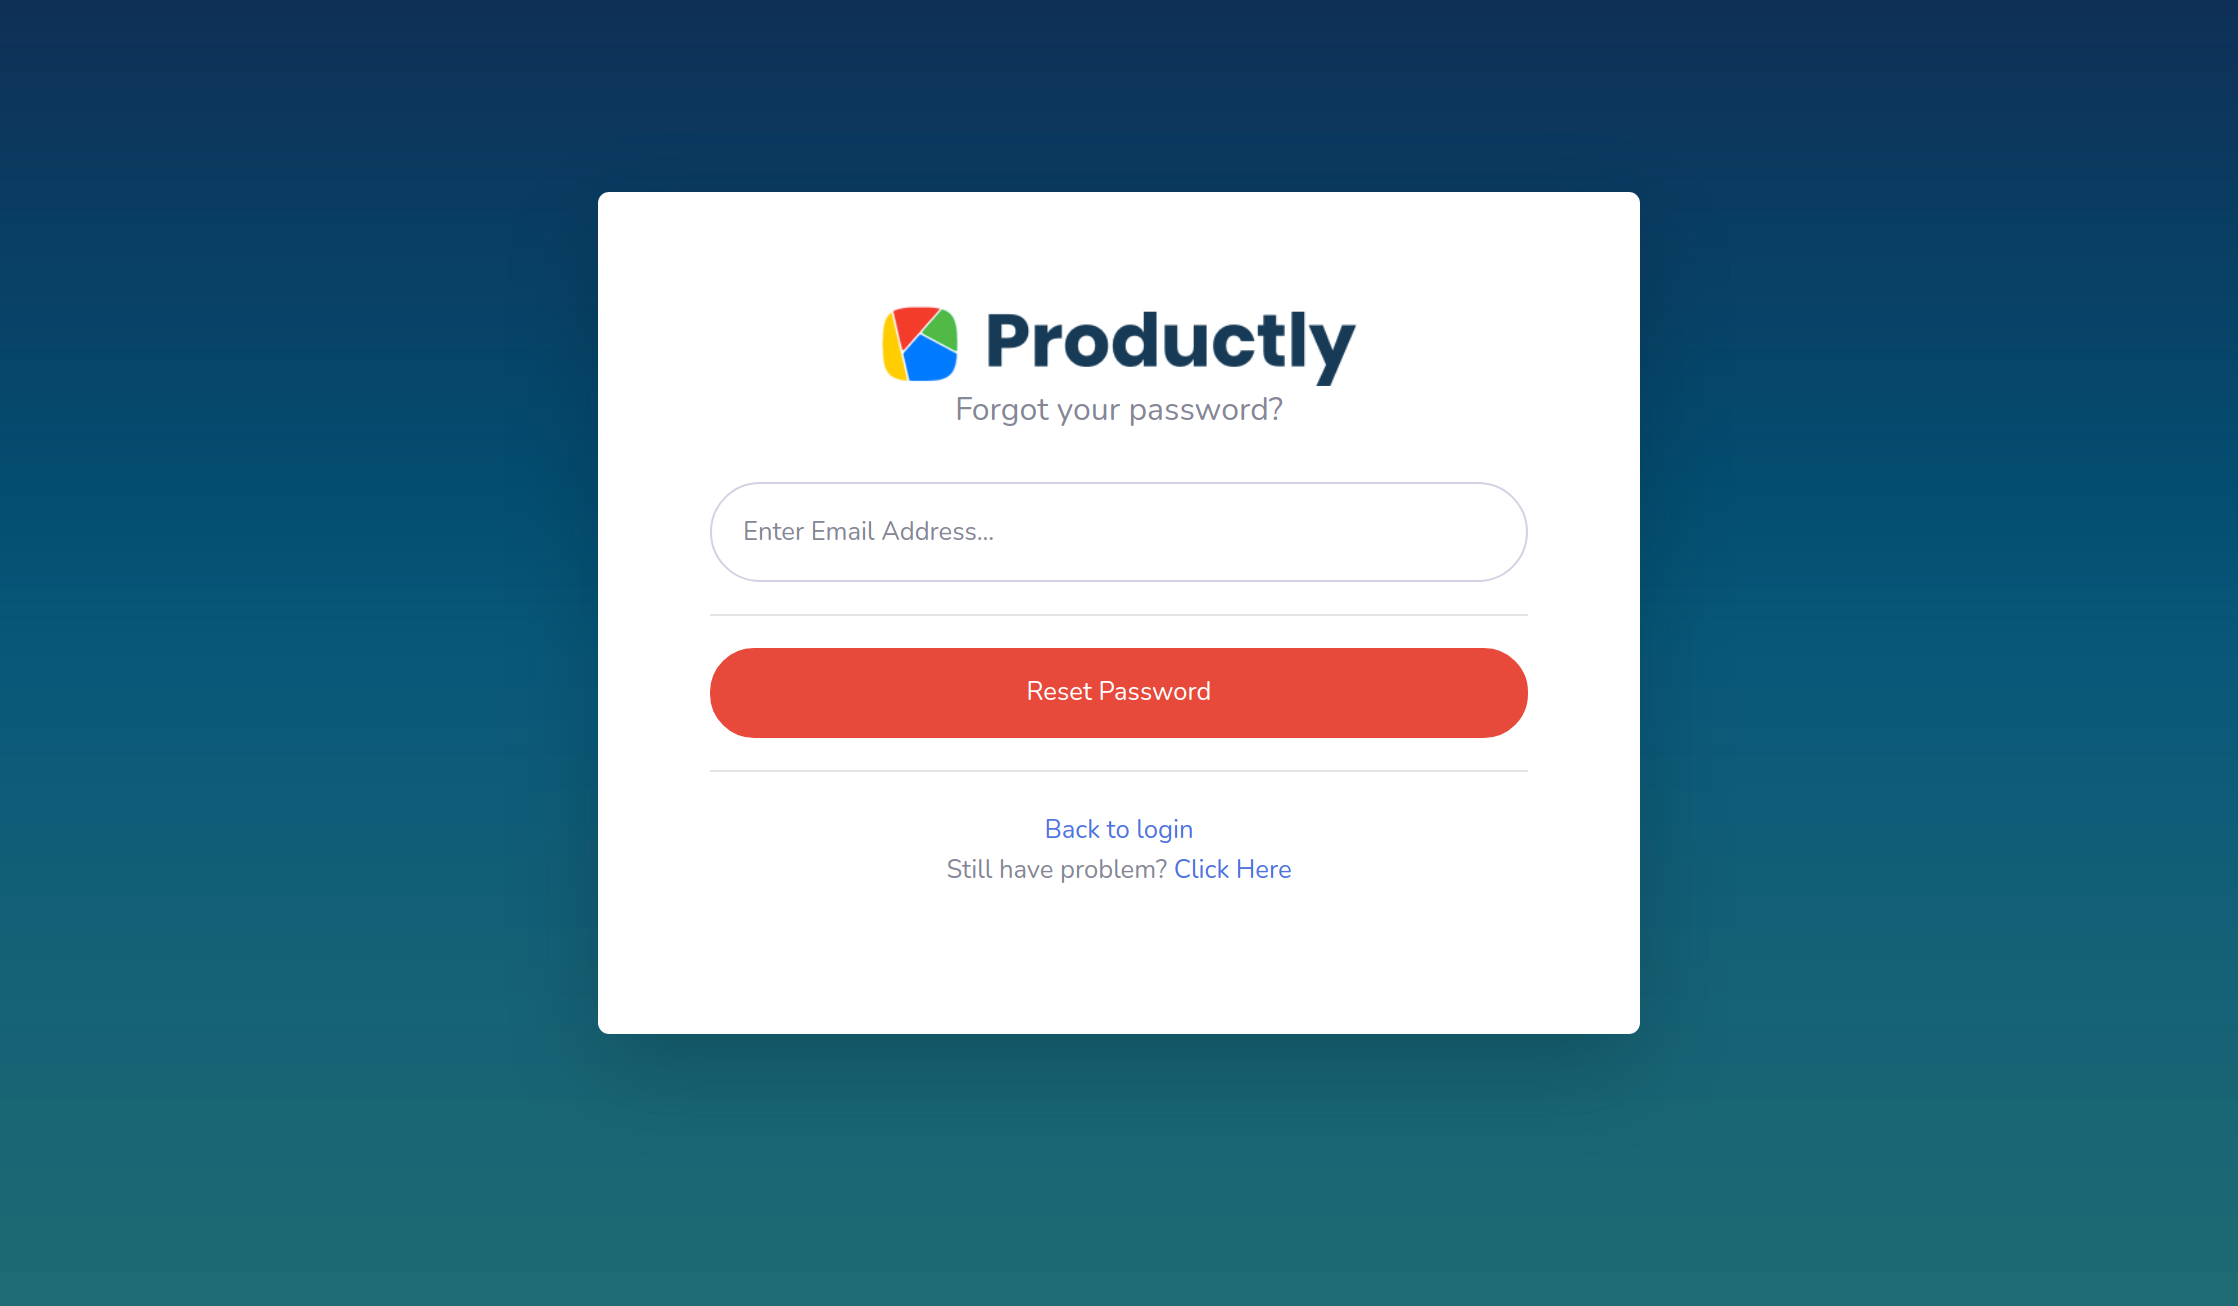 Productly
Forgot your password?
Enter Email Address...
Reset Password
Back to login
Still have problem? Click Here